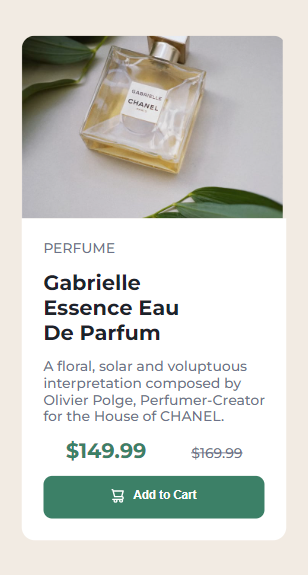 GABRIELLE
CHANEL
PARIS
PERFUME
Gabrielle
Essence Eau
De Parfum
A floral, solar and voluptuous
interpretation composed by
Olivier Polge, Perfumer-Creator
for the House of CHANEL.
$149.99 $169.99
Add to Cart